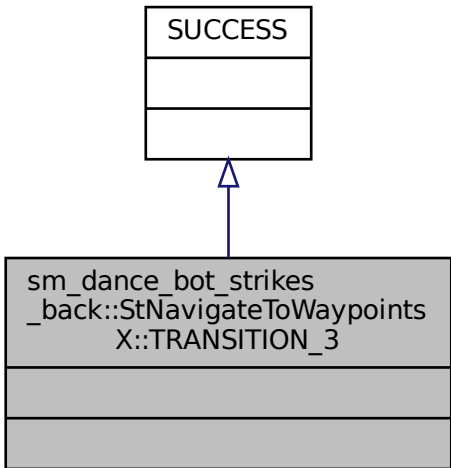 SUCCESS
sm_dance_bot_strikes
_back::StNavigateToWaypoints
X::TRANSITION_3